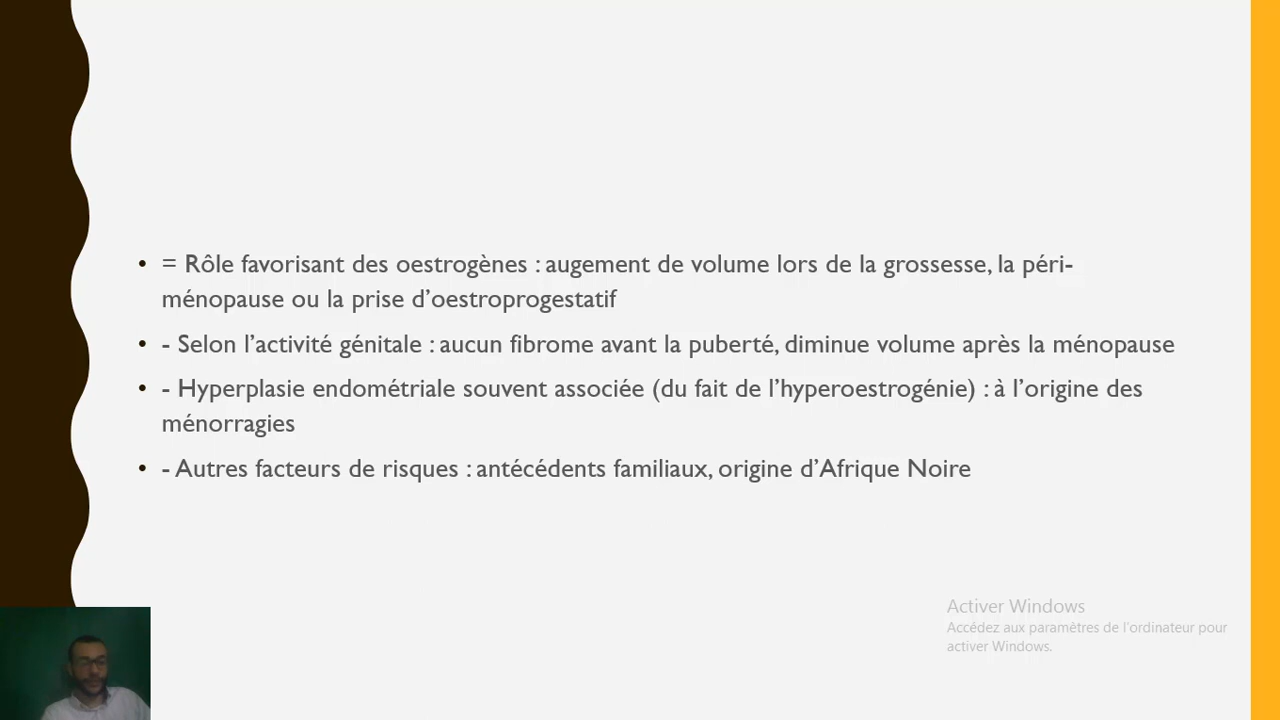 • = Rôle favorisant des oestrogènes : augement de volume lors de la grossesse, la péri-
ménopause ou la prise d’oestroprogestatif
• - Selon l’activité génitale : aucun fibrome avant la puberté, diminue volume après la ménopause
• - Hyperplasie endométriale souvent associée (du fait de l’hyperoestrogénie) : à l’origine des
ménorragies
• - Autres facteurs de risques : antécédents familiaux, origine d’Afrique Noire
Activer Windows
Accédez aux paramètres de l’ordinateur pour
activer Windows.